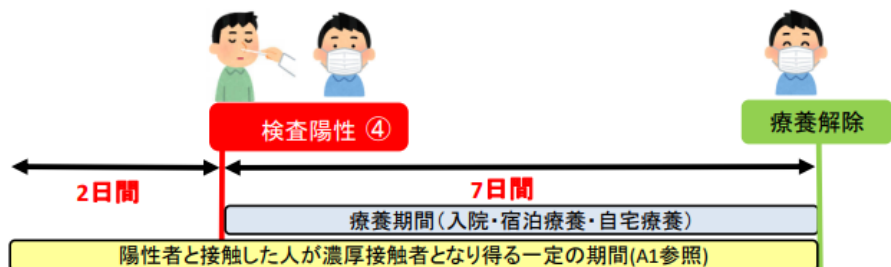 検査陽性 ④
療養解除
2日間
7日間
療養期間(入院・宿泊療養・自宅療養)
陽性者と接触した人が濃厚接触者となり得る一定の期間(A1参照)